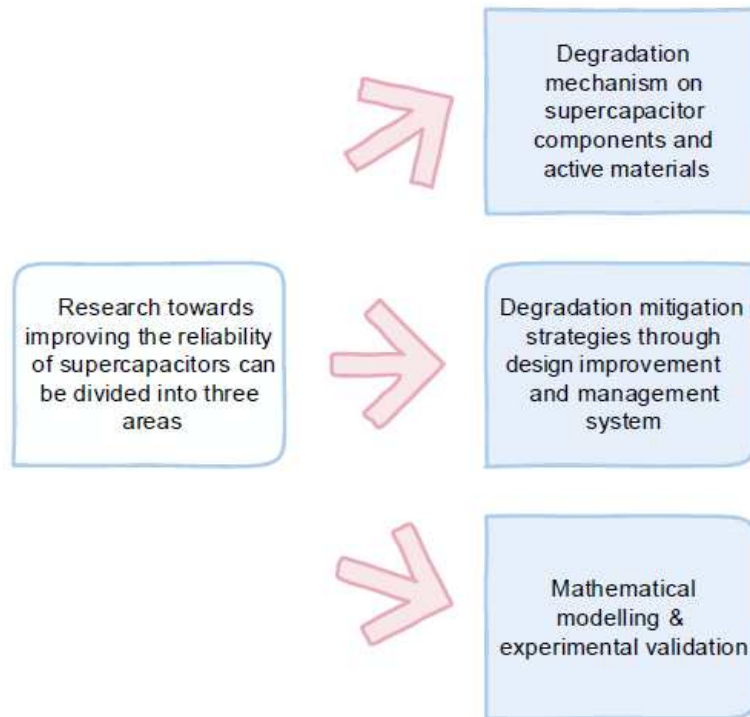 Degradation
mechanism on
supercapacitor
components and
active materials
Research towards
improving the reliability
of supercapacitors can
be divided into three
areas
Degradation mitigation
strategies through
design improvement
and management
system
Mathematical
modelling &
experimental validation